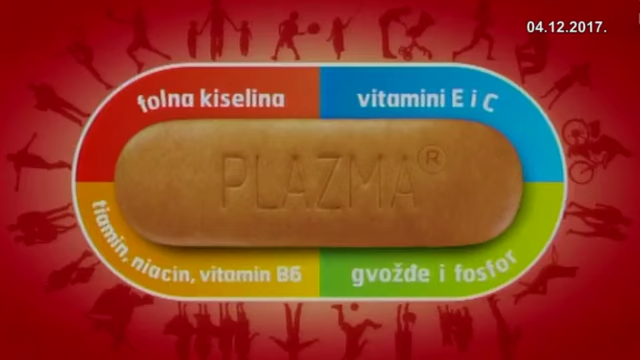 04.12.2017.
folna kiselina
vitamini E i C
PLAZMA®
tiamin, niacin, vitamin B6
gvožđe i fosfor